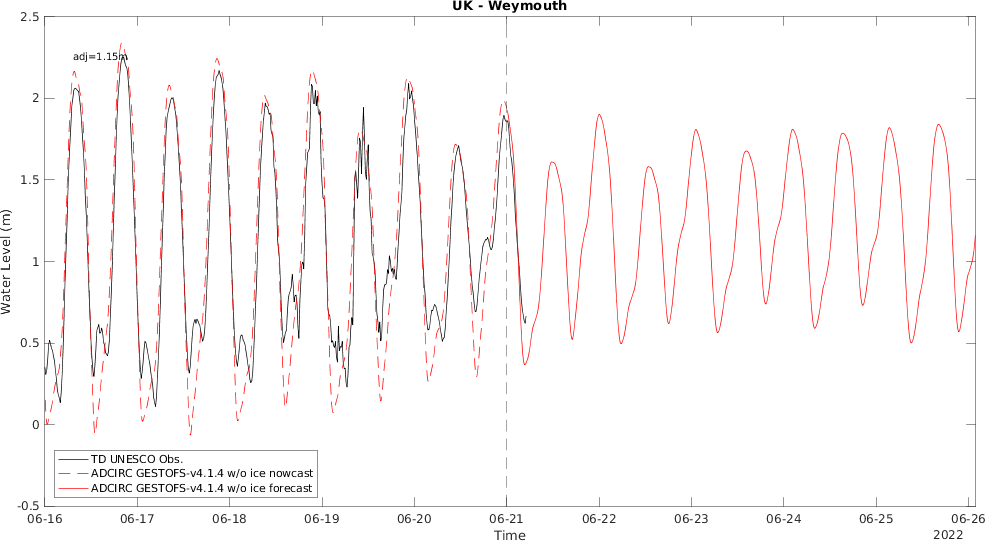 UK - Weymouth
2.5
adj=1.15m
2
1.5
1
0.5
0
-0.5
Water Level (m)
TD UNESCO Obs.
ADCIRC GESTOFS-v4.1.4 w/o ice nowcast
ADCIRC GESTOFS-v4.1.4 w/o ice forecast
06-16 06-17 06-18 06-19 06-20 06-21 06-22 06-23 06-24 06-25 06-26
Time
2022